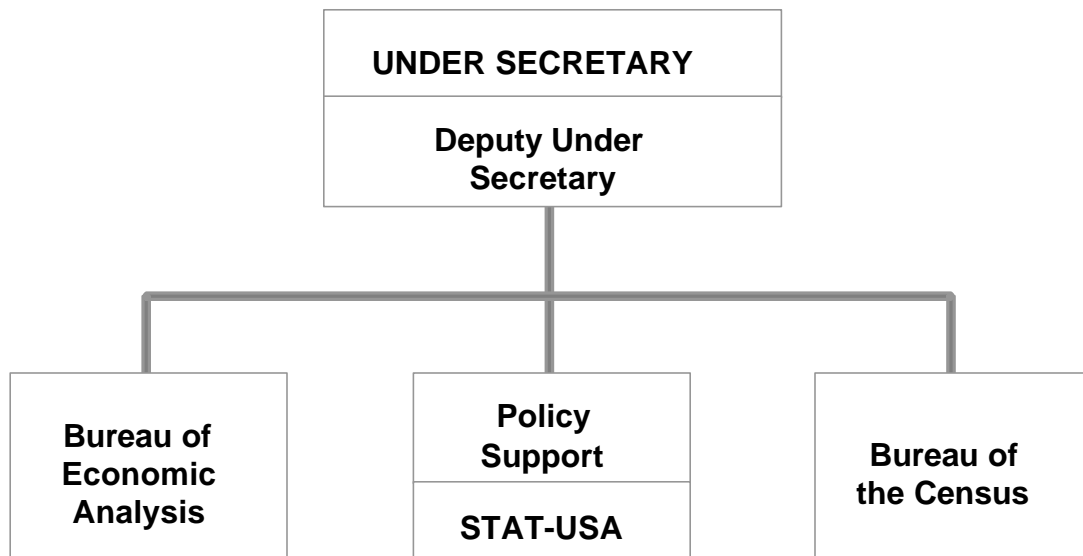 UNDER SECRETARY
Deputy Under
Secretary
Bureau of
Economic
Analysis
Policy
Support
STAT-USA
Bureau of
the Census